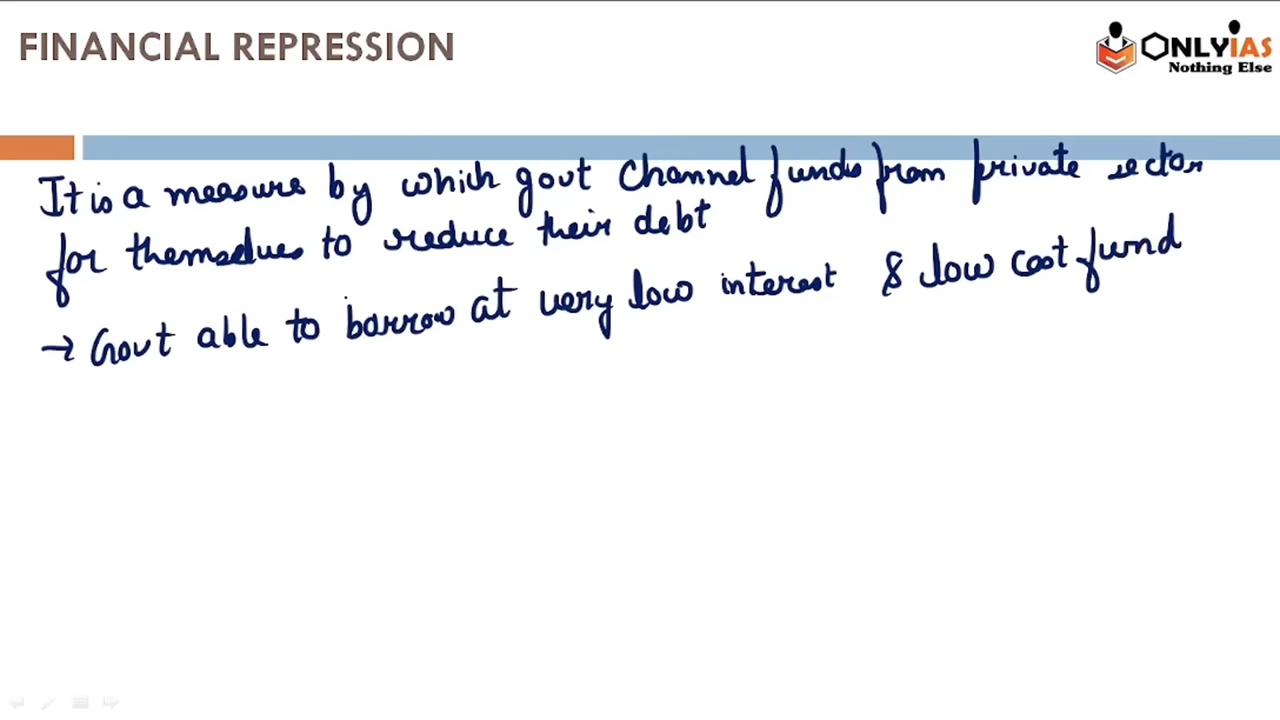 FINANCIAL REPRESSION
ONLYIAS
Nothing Else
It is a measure by which govt channel funds from private sector
for themselves to reduce their debt
→ Govt able to borrow at very low interest & low cost fund